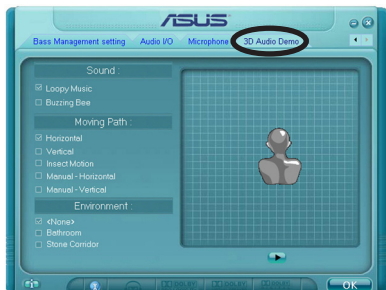 ASUS
Bass Management setting Audio I/O Microphone 3D Audio Demo
Sound :
Loopy Music
Buzzing Bee
Moving Path :
Horizontal
Vertical
Insect Motion
Manual - Horizontal
Manual - Vertical
Environment :
<None>
Bathroom
Stone Corridor
OK